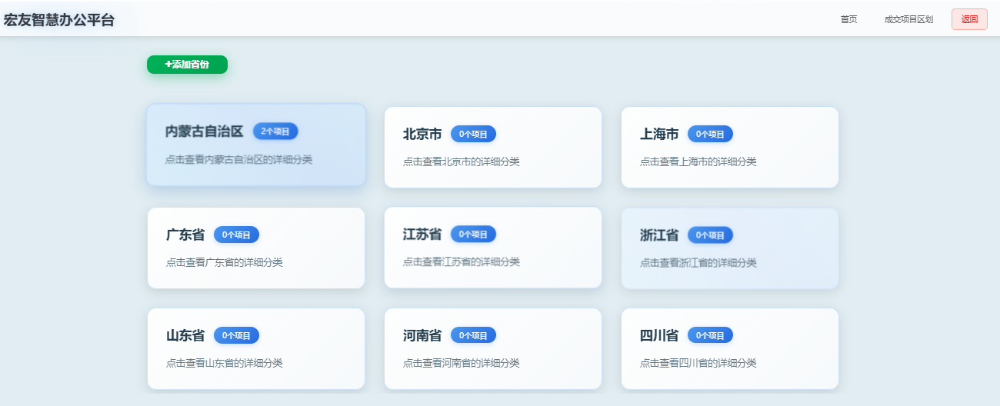 宏友智慧办公平台
首页 成交项目区划 返回
+添加省份
内蒙古自治区 2个项目
点击查看内蒙古自治区的详细分类
北京市 0个项目
点击查看北京市的详细分类
上海市 0个项目
点击查看上海市的详细分类
广东省 0个项目
点击查看广东省的详细分类
江苏省 0个项目
点击查看江苏省的详细分类
浙江省 0个项目
点击查看浙江省的详细分类
山东省 0个项目
点击查看山东省的详细分类
河南省 0个项目
点击查看河南省的详细分类
四川省 0个项目
点击查看四川省的详细分类